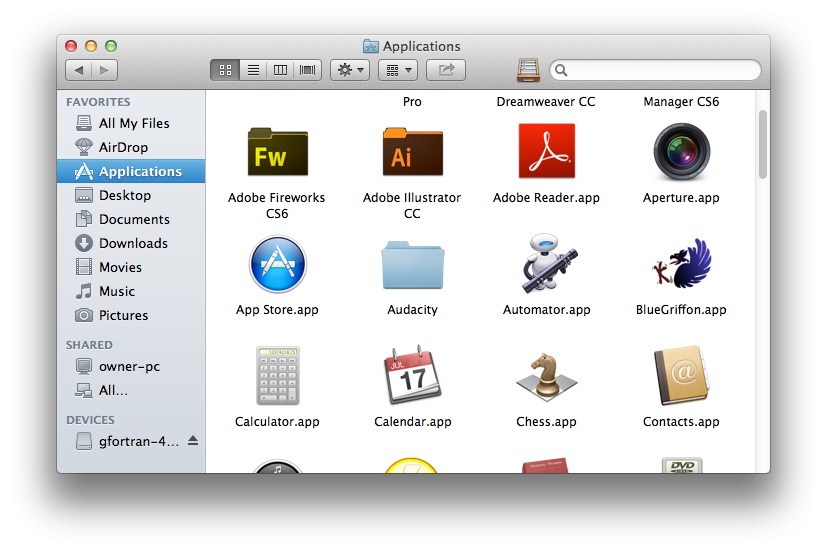 Applications
FAVORITES
All My Files
AirDrop
Applications
Desktop
Documents
Downloads
Movies
Music
Pictures
SHARED
owner-pc
All...
DEVICES
gfortran-4...
Pro
Dreamweaver CC
Manager CS6
Fw
Ai
Adobe Fireworks
CS6
Adobe Illustrator
CC
Adobe Reader.app
Aperture.app
App Store.app
Audacity
Automator.app
BlueGriffon.app
JUL
17
@
Calculator.app
Calendar.app
Chess.app
Contacts.app
DVD